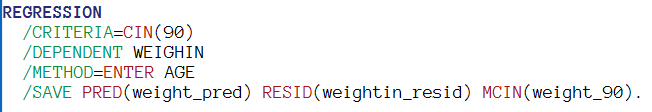 REGRESSION
/CRITERIA=CIN(90)
/DEPENDENT WEIGHIN
/METHOD=ENTER AGE
/SAVE PRED(weight_pred) RESID(weightin_resid) MCIN(weight_90).